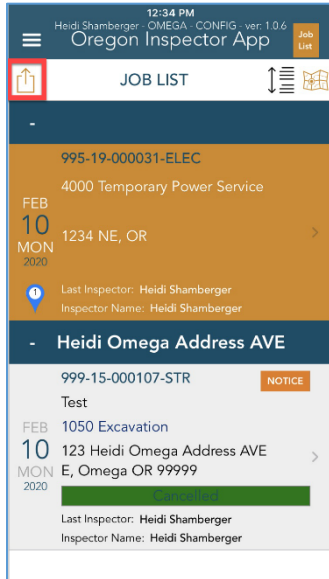 12:34 PM
Heidi Shamberger - OMEGA - CONFIG - ver: 1.0.6
Oregon Inspector App
Job
List
JOB LIST
-
995-19-000031-ELEC
4000 Temporary Power Service
FEB
10
MON
2020
1234 NE, OR
1
Last Inspector: Heidi Shamberger
Inspector Name: Heidi Shamberger
- Heidi Omega Address AVE
999-15-000107-STR
NOTICE
Test
1050 Excavation
FEB
10
MON
2020
123 Heidi Omega Address AVE
E, Omega OR 99999
Cancelled
Last Inspector: Heidi Shamberger
Inspector Name: Heidi Shamberger